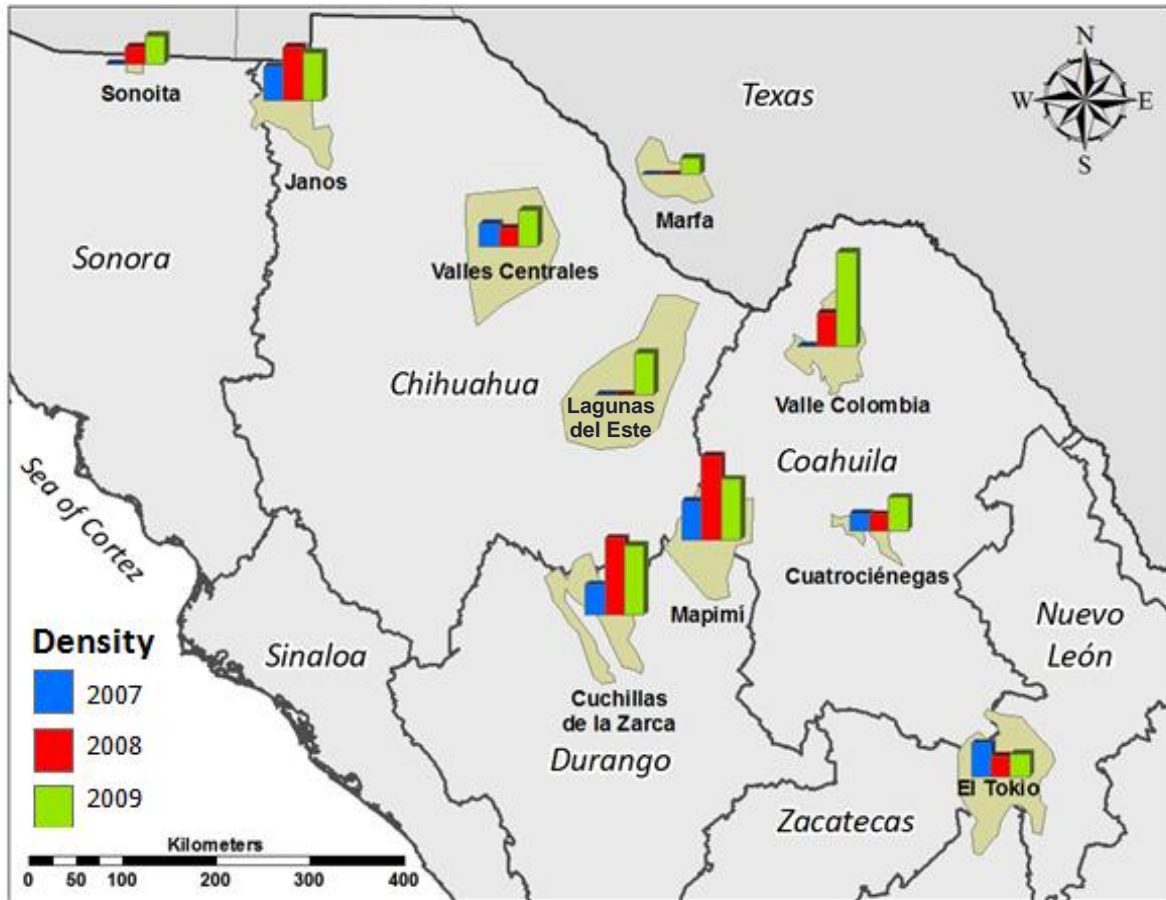 N
W E
S
Texas
Sonoita
Janos
Marfa
Sonora
Valles Centrales
Chihuahua
Lagunas
del Este
Valle Colombia
Coahuila
Sea of Cortez
Cuatrociénegas
Mapimí
Nuevo
León
Sinaloa
Cuchillas
de la Zarca
Durango
El Tokio
Zacatecas
Density
2007
2008
2009
Kilometers
0 50 100 200 300 400